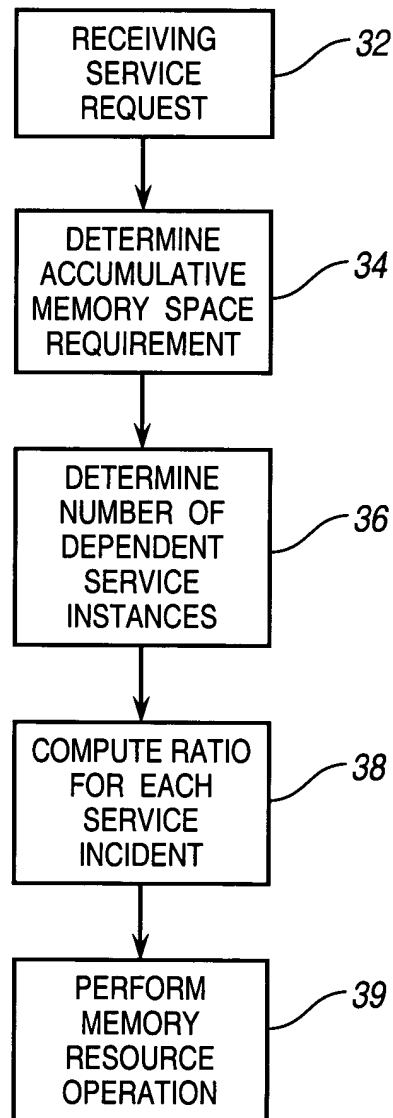 RECEIVING
SERVICE
REQUEST
32
DETERMINE
ACCUMULATIVE
MEMORY SPACE
REQUIREMENT
34
DETERMINE
NUMBER OF
DEPENDENT
SERVICE
INSTANCES
36
COMPUTE RATIO
FOR EACH
SERVICE
INCIDENT
38
PERFORM
MEMORY
RESOURCE
OPERATION
39